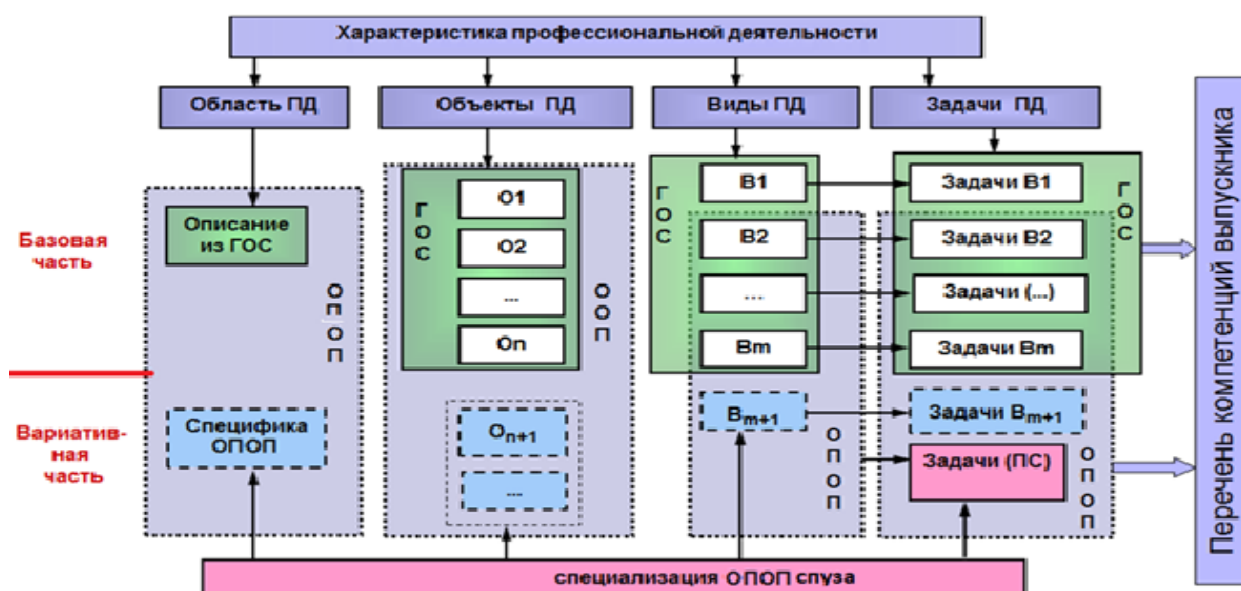 Характеристика профессиональной деятельности
Область ПД
Объекты ПД
Виды ПД
Задачи ПД
Базовая
часть
Описание
из ГОС
ОПОП
ГОС
О1
О2
...
Оn
ООП
ГОС
В1
В2
...
Вm
Задачи В1
Задачи В2
Задачи (...)
Задачи Вm
ГОС
Вариатив-
ная
часть
Специфика
ОПОП
Оn+1
...
Вm+1
ОПОП
Задачи Вm+1
Задачи (ПС)
ОПОП
специализация ОПОП спуза
Перечень компетенций выпускника